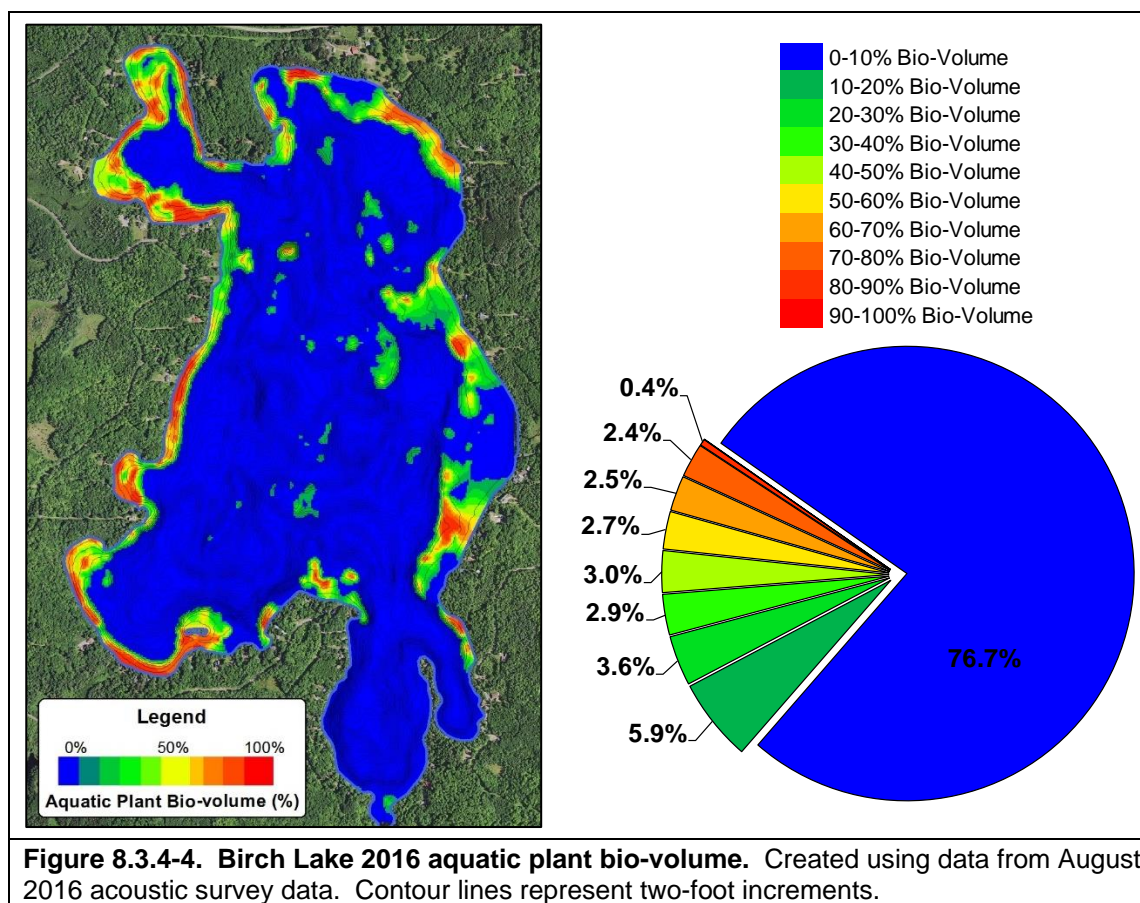 Legend
0% 50% 100%
Aquatic Plant Bio-volume (%)
0-10% Bio-Volume
10-20% Bio-Volume
20-30% Bio-Volume
30-40% Bio-Volume
40-50% Bio-Volume
50-60% Bio-Volume
60-70% Bio-Volume
70-80% Bio-Volume
80-90% Bio-Volume
90-100% Bio-Volume
0.4%
2.4%
2.5%
2.7%
3.0%
2.9%
3.6%
5.9%
76.7%
Figure 8.3.4-4. Birch Lake 2016 aquatic plant bio-volume. Created using data from August
2016 acoustic survey data. Contour lines represent two-foot increments.